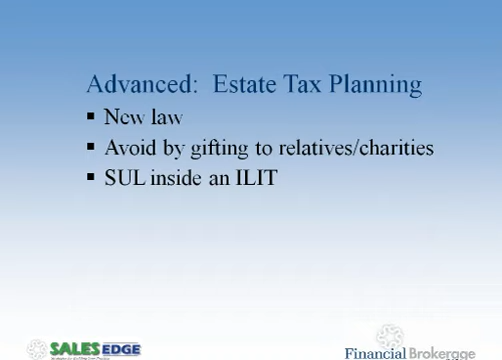 Advanced: Estate Tax Planning
New law
Avoid by gifting to relatives/charities
SUL inside an ILIT
SALES EDGE
Financial Brokerage